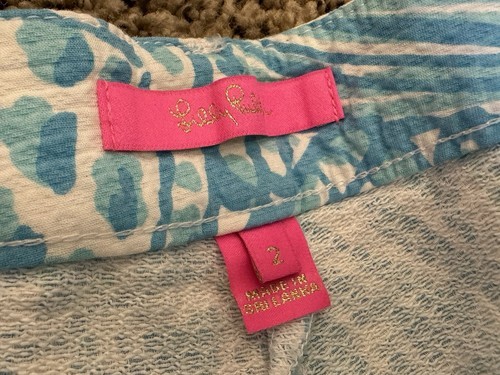 Lilly Pulitzer
2
MADE IN
SRI LANKA